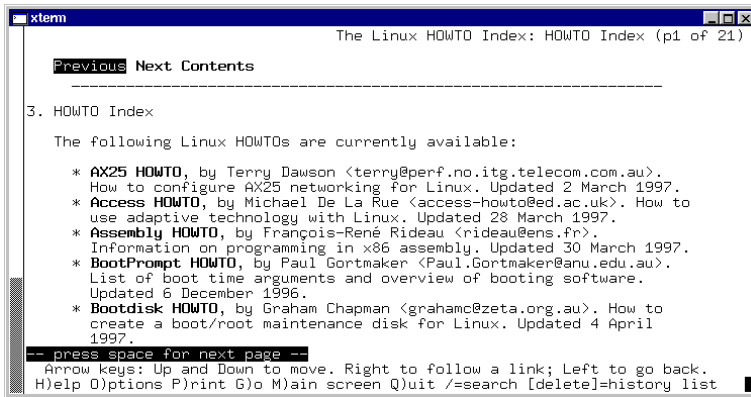 xterm
The Linux HOWTO Index: HOWTO Index (p1 of 21)
Previous Next Contents
3. HOWTO Index
The following Linux HOWTOs are currently available:
* AX25 HOWTO, by Terry Dawson <terry@perf.no.itg.telecom.com.au>.
How to configure AX25 networking for Linux. Updated 2 March 1997.
* Access HOWTO, by Michael De La Rue <access-howto@ed.ac.uk>. How to
use adaptive technology with Linux. Updated 28 March 1997.
* Assembly HOWTO, by François-René Rideau <rideau@ens.fr>.
Information on programming in x86 assembly. Updated 30 March 1997.
* BootPrompt HOWTO, by Paul Gortmaker <Paul.Gortmaker@anu.edu.au>.
List of boot time arguments and overview of booting software.
Updated 6 December 1996.
* Bootdisk HOWTO, by Graham Chapman <grahamc@zeta.org.au>. How to
create a boot/root maintenance disk for Linux. Updated 4 April
1997.
-- press space for next page --
Arrow keys: Up and Down to move. Right to follow a link; Left to go back.
H)elp O)ptions P)rint G)o M)ain screen Q)uit /=search [delete]=history list